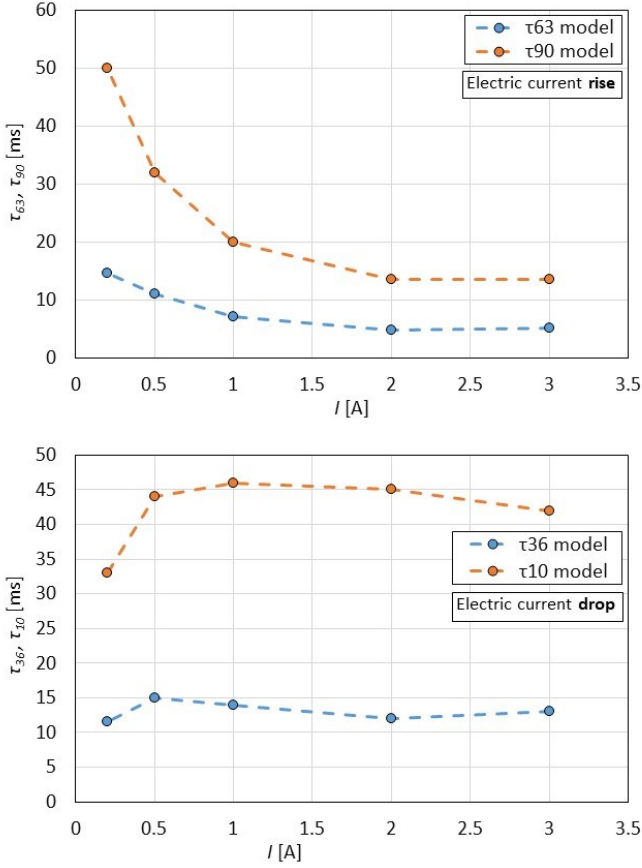 60
50
40
30
20
10
0
τ63, τ90 [ms]
τ63 model
τ90 model
Electric current rise
0 0.5 1 1.5 2 2.5 3 3.5
I [A]
50
45
40
35
30
25
20
15
10
5
0
τ36, τ10 [ms]
τ36 model
τ10 model
Electric current drop
0 0.5 1 1.5 2 2.5 3 3.5
I [A]